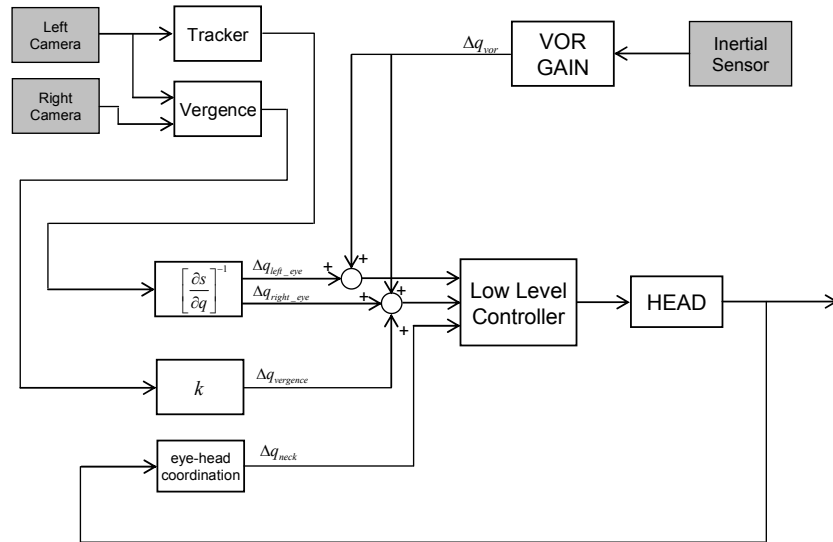 Left
Camera
Tracker
Δq_vor
VOR
GAIN
Inertial
Sensor
Right
Camera
Vergence
[∂s/∂q]^-1
Δq_left_eye
Δq_right_eye
+
+
+
+
+
Low Level
Controller
HEAD
k
Δq_vergence
eye-head
coordination
Δq_neck